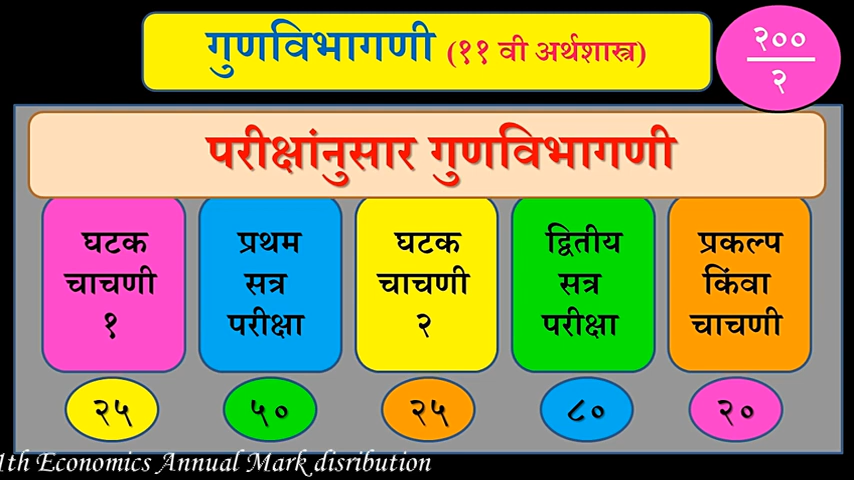 गुणविभागणी (११ वी अर्थशास्त्र)
२००
२
परीक्षांनुसार गुणविभागणी
घटक
चाचणी
१
प्रथम
सत्र
परीक्षा
घटक
चाचणी
२
द्वितीय
सत्र
परीक्षा
प्रकल्प
किंवा
चाचणी
२५
५०
२५
८०
२०
1th Economics Annual Mark disribution